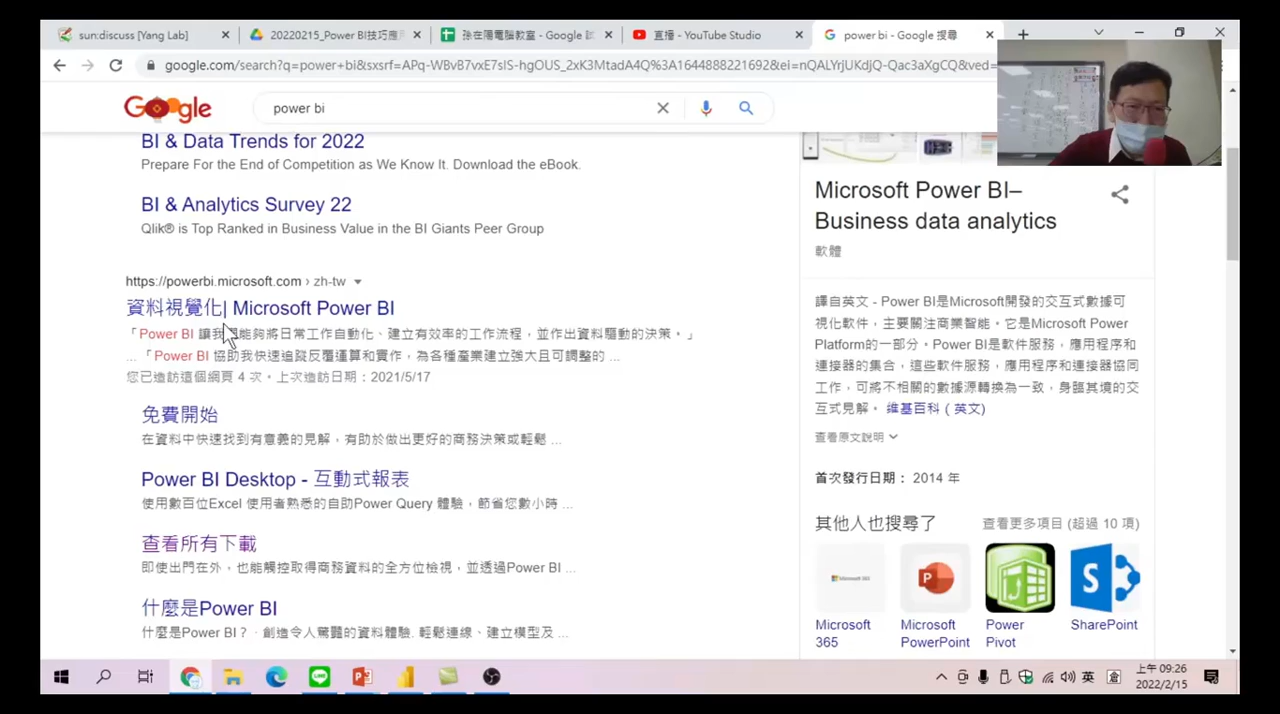 sun:discuss [Yang Lab]
20220215_Power BI技巧應用
孫在陽電腦教室 - Google 試
直播 - YouTube Studio
power bi - Google 搜尋
google.com/search?q=power+bi&sxsrf=APq-WBvB7vxE7sIS-hgOUS_2xK3MtadA4Q%3A1644888221692&ei=nQALYrjUKdjQ-Qac3aXgCQ&ved=
Google
power bi
BI & Data Trends for 2022
Prepare For the End of Competition as We Know It. Download the eBook.
BI & Analytics Survey 22
Qlik® is Top Ranked in Business Value in the BI Giants Peer Group
https://powerbi.microsoft.com › zh-tw
資料視覺化| Microsoft Power BI
「Power BI 讓我們能夠將日常工作自動化、建立有效率的工作流程，並作出資料驅動的決策。」
... 「Power BI 協助我快速追蹤反覆運算和實作，為各種產業建立強大且可調整的 ...
您已造訪這個網頁 4 次。上次造訪日期：2021/5/17
免費開始
在資料中快速找到有意義的見解，有助於做出更好的商務決策或輕鬆 ...
Power BI Desktop - 互動式報表
使用數百位Excel 使用者熟悉的自助Power Query 體驗，節省您數小時 ...
查看所有下載
即使出門在外，也能觸控取得商務資料的全方位檢視，並透過Power BI ...
什麼是Power BI
什麼是Power BI？ · 創造令人驚豔的資料體驗. 輕鬆連線、建立模型及 ...
Microsoft Power BI–
Business data analytics
軟體
譯自英文 - Power BI是Microsoft開發的交互式數據可
視化軟件，主要關注商業智能。它是Microsoft Power
Platform的一部分。Power BI是軟件服務，應用程序和
連接器的集合，這些軟件服務，應用程序和連接器協同
工作，可將不相關的數據源轉換為一致，身臨其境的交
互式見解。 維基百科（英文）
查看原文說明
首次發行日期： 2014 年
其他人也搜尋了
查看更多項目 (超過 10 項)
Microsoft 365
P
Microsoft
365
Microsoft
PowerPoint
Power
Pivot
S
SharePoint
英
倉
上午 09:26
2022/2/15